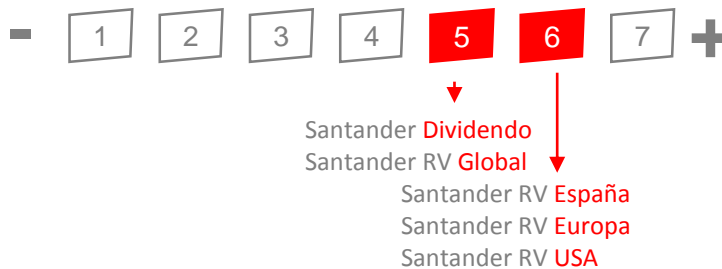 - 1 2 3 4 5 6 7 +
Santander Dividendo
Santander RV Global
Santander RV España
Santander RV Europa
Santander RV USA